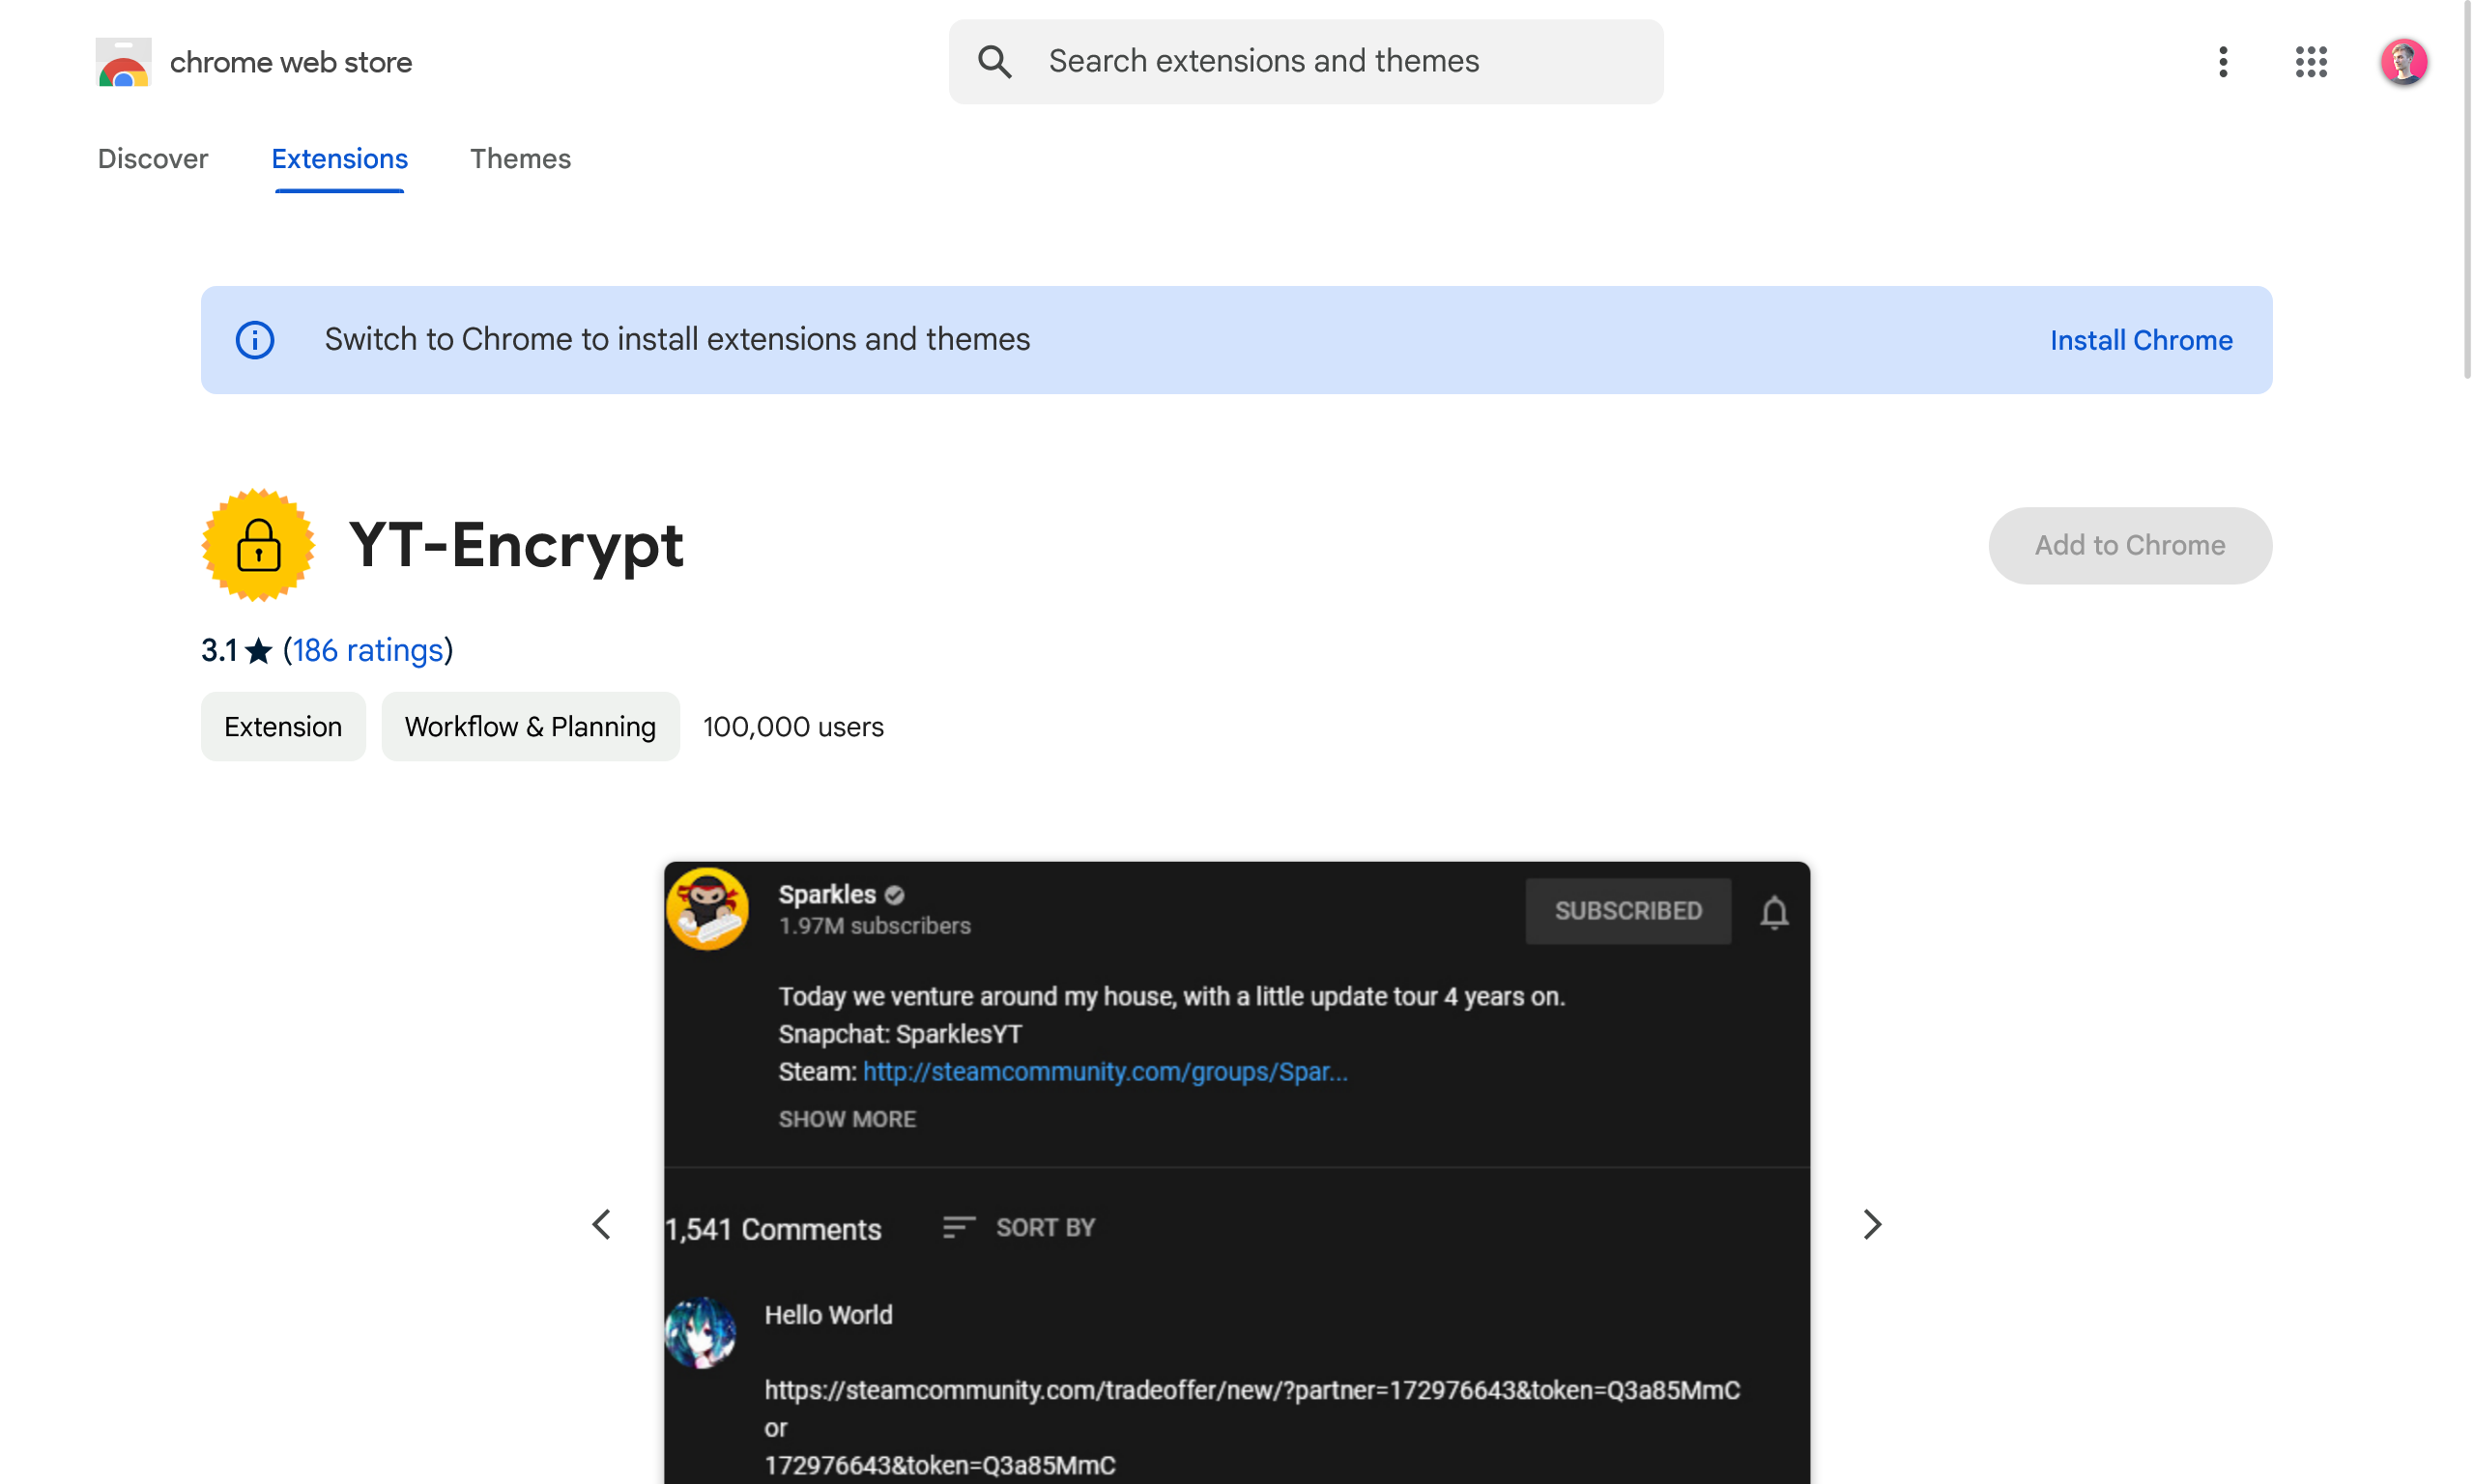 chrome web store
Search extensions and themes
Discover
Extensions
Themes
Switch to Chrome to install extensions and themes
Install Chrome
YT-Encrypt
Add to Chrome
3.1★ (186 ratings)
Extension
Workflow & Planning
100,000 users
Sparkles
1.97M subscribers
SUBSCRIBED
Today we venture around my house, with a little update tour 4 years on.
Snapchat: SparklesYT
Steam: http://steamcommunity.com/groups/Spar...
SHOW MORE
1,541 Comments
SORT BY
Hello World
https://steamcommunity.com/tradeoffer/new/?partner=172976643&token=Q3a85MmC
or
172976643&token=Q3a85MmC